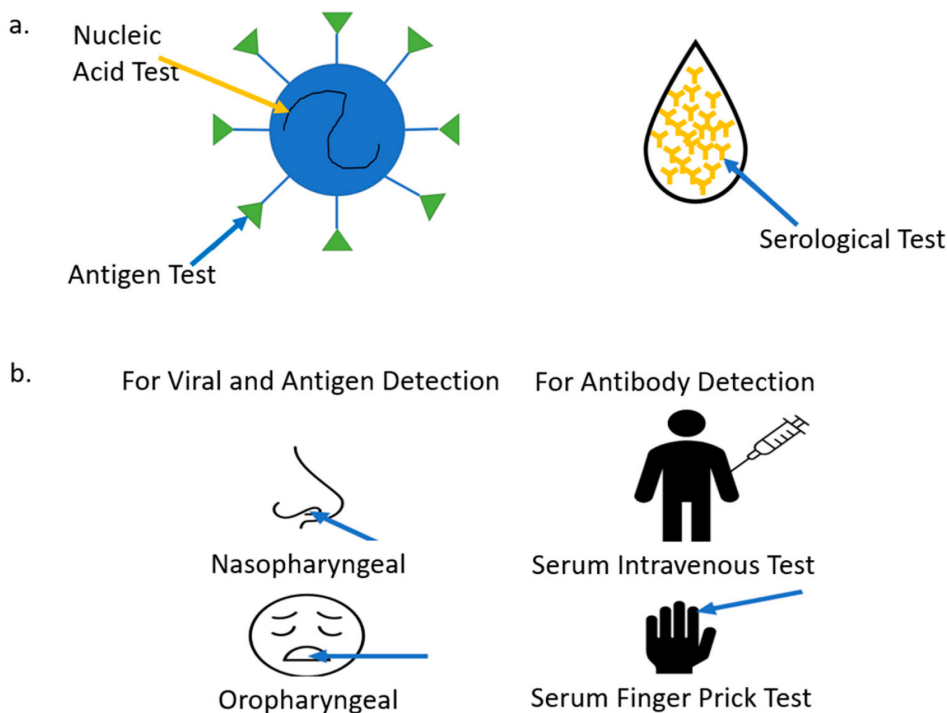 a.
Nucleic
Acid Test
Antigen Test
Serological Test
b.
For Viral and Antigen Detection
For Antibody Detection
Nasopharyngeal
Serum Intravenous Test
Oropharyngeal
Serum Finger Prick Test